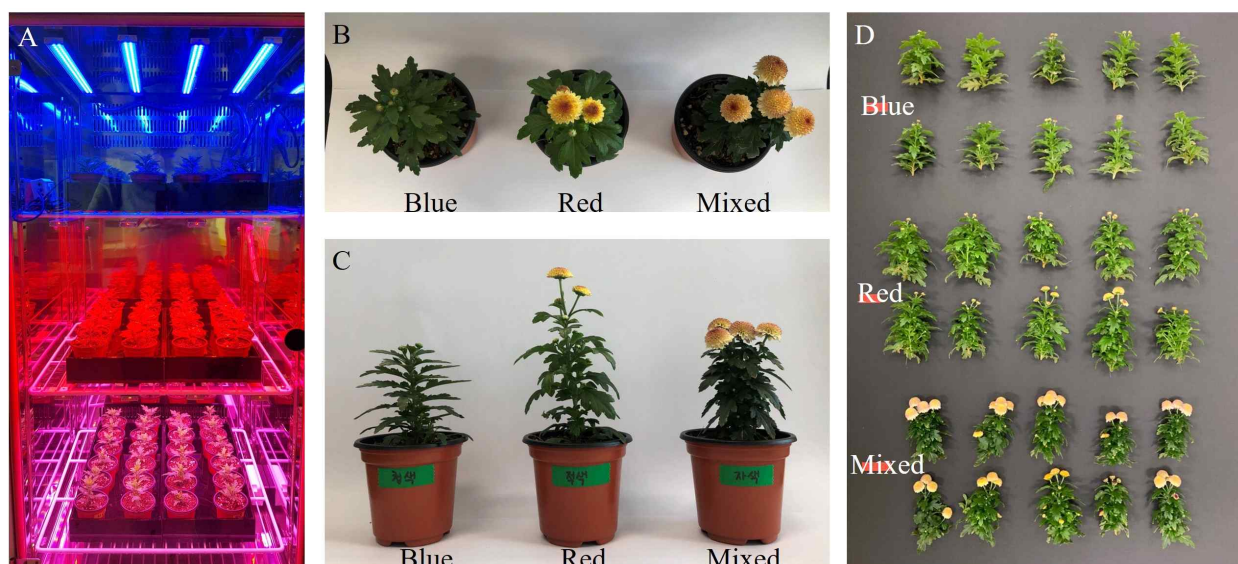 A
B
Blue Red Mixed
C
청색
적색
자색
Blue Red Mixed
D
Blue
Red
Mixed